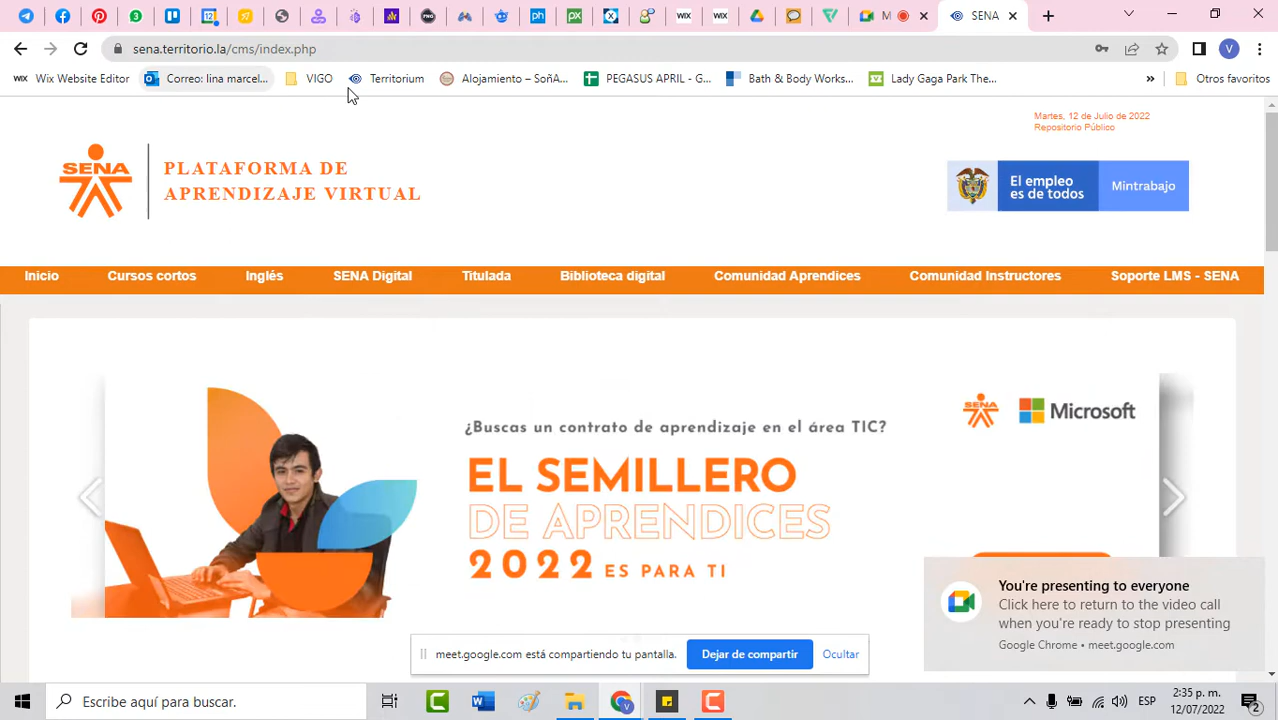 M
SENA
sena.territorio.la/cms/index.php
V
WIX Wix Website Editor
Correo: lina marcel...
VIGO
Territorium
Alojamiento – SoñA...
PEGASUS APRIL - G...
Bath & Body Works...
Lady Gaga Park The...
»
Otros favoritos
Martes, 12 de Julio de 2022
Repositorio Público
SENA
PLATAFORMA DE
APRENDIZAJE VIRTUAL
El empleo
es de todos
Mintrabajo
Inicio
Cursos cortos
Inglés
SENA Digital
Titulada
Biblioteca digital
Comunidad Aprendices
Comunidad Instructores
Soporte LMS - SENA
SENA
Microsoft
¿Buscas un contrato de aprendizaje en el área TIC?
EL SEMILLERO
DE APRENDICES
2022 ES PARA TI
You're presenting to everyone
Click here to return to the video call
when you're ready to stop presenting
Google Chrome • meet.google.com
meet.google.com está compartiendo tu pantalla.
Dejar de compartir
Ocultar
Escribe aquí para buscar.
ESP
2:35 p. m.
12/07/2022
2